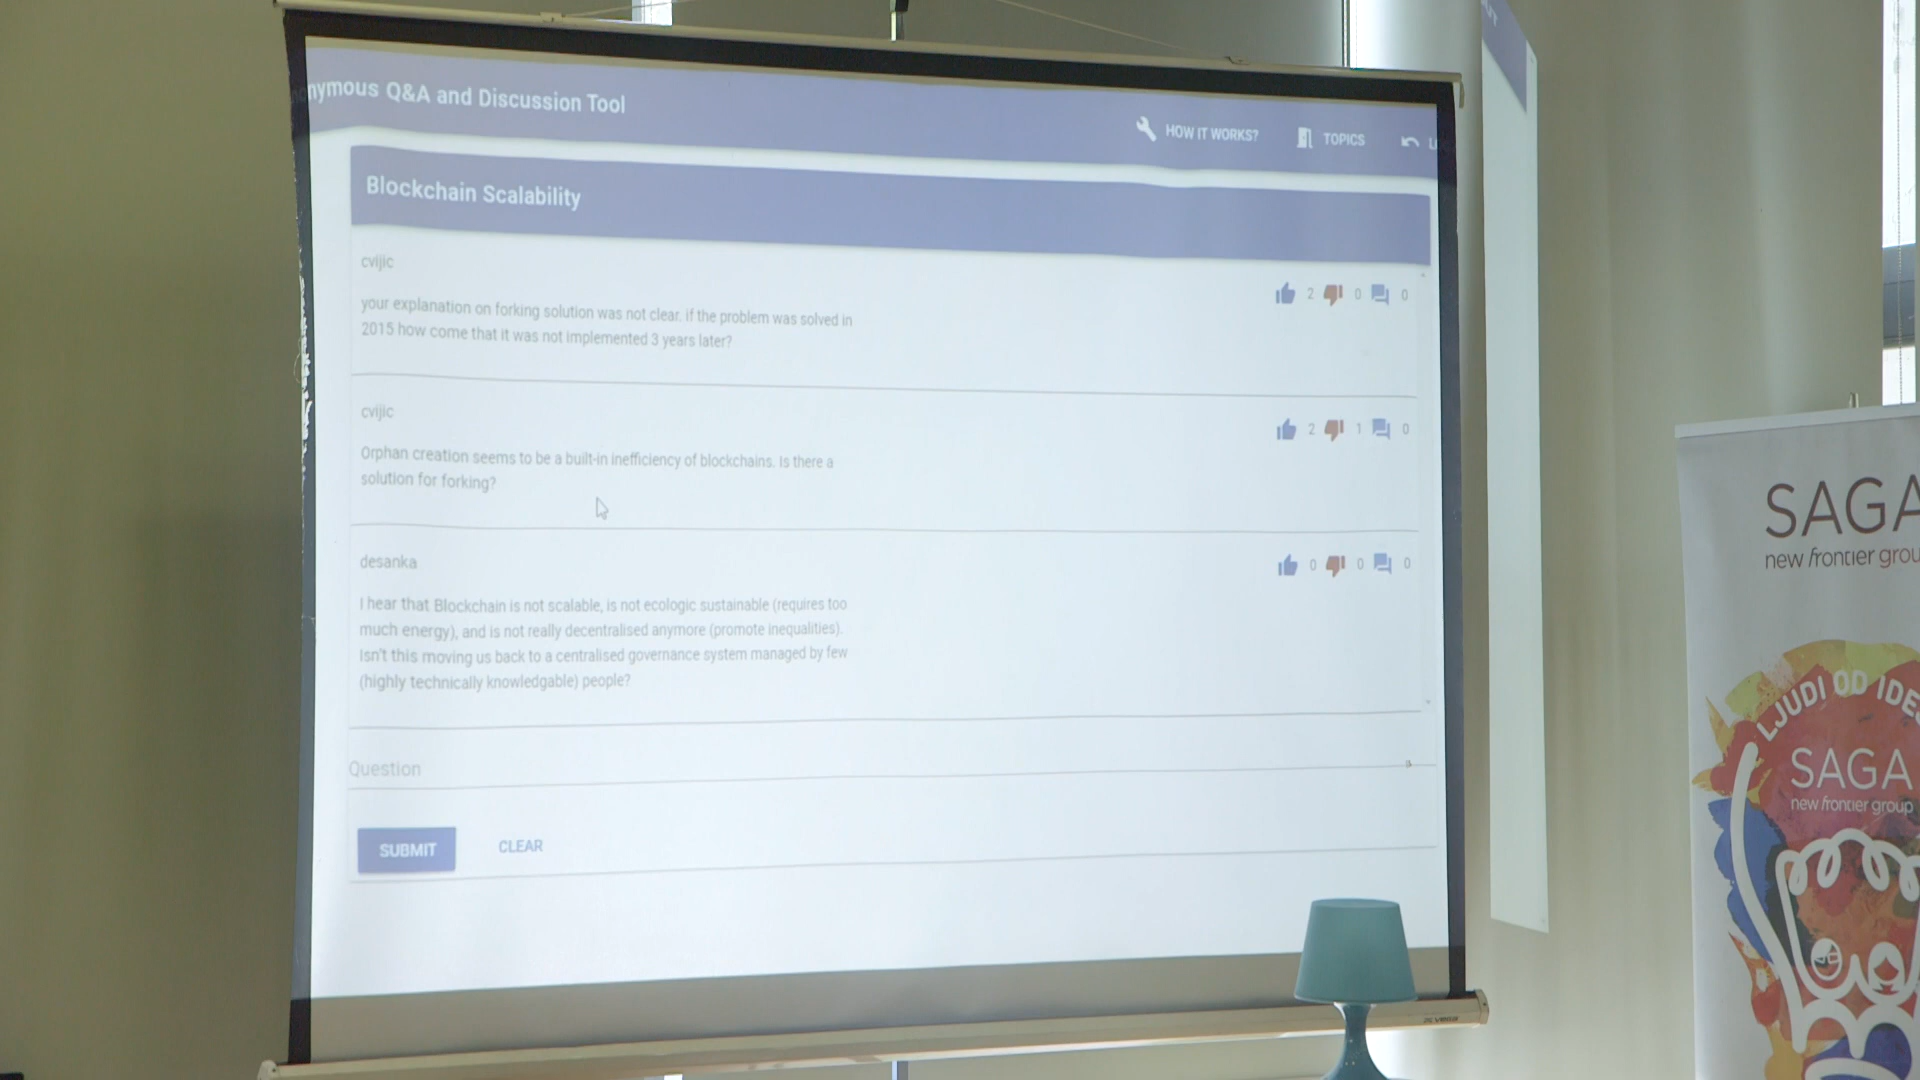 nymous Q&A and Discussion Tool
HOW IT WORKS?
TOPICS
Blockchain Scalability
cvijic
2 0 0
your explanation on forking solution was not clear. if the problem was solved in
2015 how come that it was not implemented 3 years later?
cvijic
2 1 0
Orphan creation seems to be a built-in inefficiency of blockchains. Is there a
solution for forking?
desanka
0 0 0
I hear that Blockchain is not scalable, is not ecologic sustainable (requires too
much energy), and is not really decentralised anymore (promote inequalities).
Isn't this moving us back to a centralised governance system managed by few
(highly technically knowledgable) people?
Question
SUBMIT
CLEAR
SAGA
new frontier grou
LJUDI OD IDE
SAGA
new frontier group